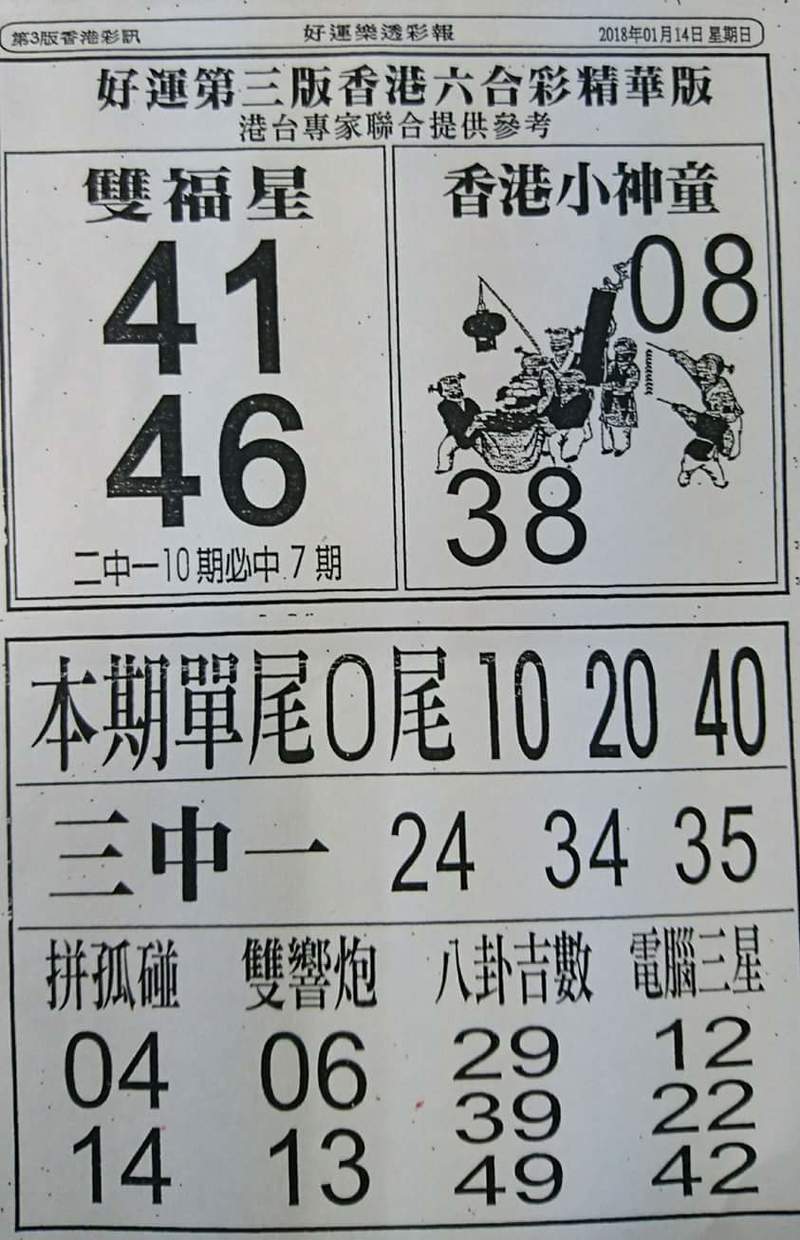 第3版香港彩訊 好運樂透彩報 2018年01月14日 星期日
好運第三版香港六合彩精華版
港台專家聯合提供參考
雙福星
41
46
二中一10期必中7期
香港小神童
08
38
本期單尾0尾 10 20 40
三中一 24 34 35
拼孤碰 雙響炮 八卦吉數 電腦三星
04 06 29 12
39 22
14 13 49 42